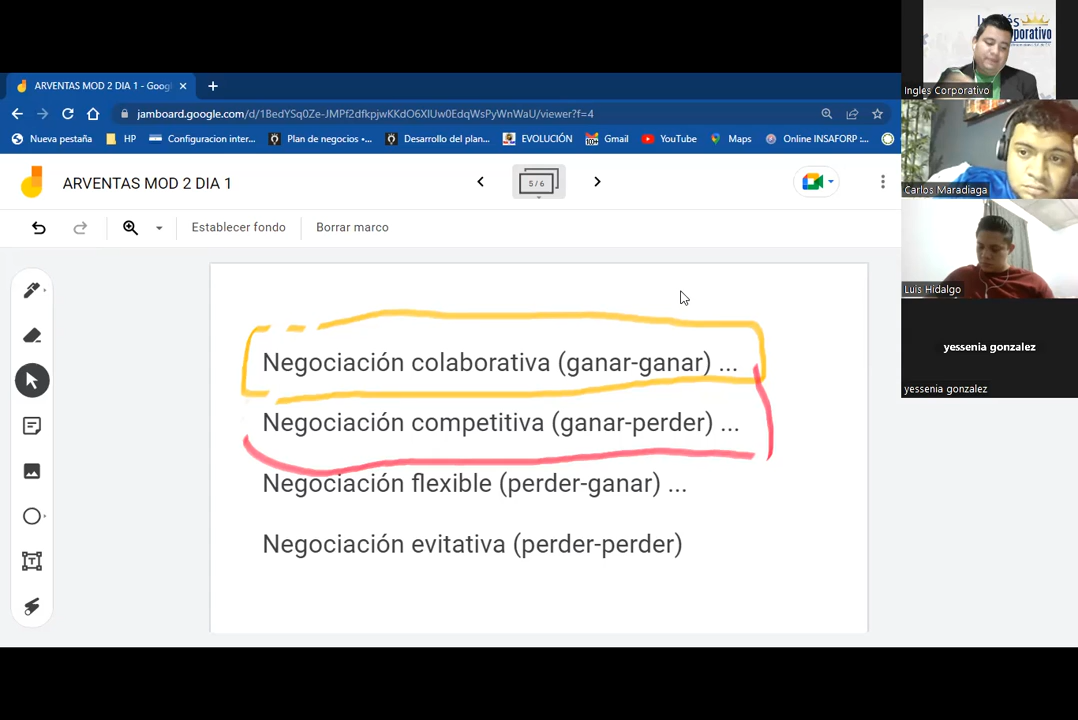 ARVENTAS MOD 2 DIA 1 - Goog
jamboard.google.com/d/1BedYSq0Ze-JMPf2dfkpjwKKdO6XlUw0EdqWsPyWnWaU/viewer?f=4
Nueva pestaña
HP
Configuracion inter...
Plan de negocios •...
Desarrollo del plan...
EVOLUCIÓN
Gmail
YouTube
Maps
Online INSAFORP :...
ARVENTAS MOD 2 DIA 1
5/6
Establecer fondo
Borrar marco
Negociación colaborativa (ganar-ganar) ...
Negociación competitiva (ganar-perder) ...
Negociación flexible (perder-ganar) ...
Negociación evitativa (perder-perder)
Inglés Corporativo
Carlos Maradiaga
Luis Hidalgo
yessenia gonzalez
yessenia gonzalez